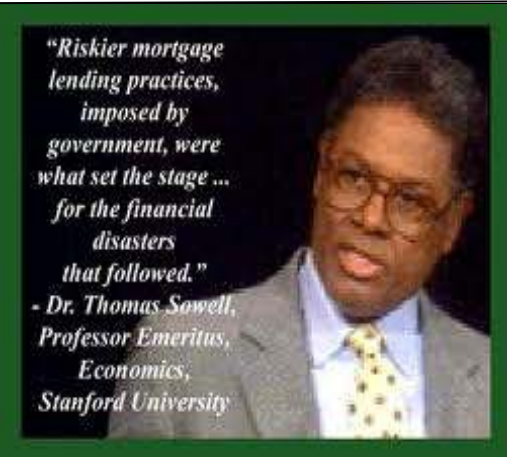 “Riskier mortgage
lending practices,
imposed by
government, were
what set the stage ...
for the financial
disasters
that followed.”
- Dr. Thomas Sowell,
Professor Emeritus,
Economics,
Stanford University